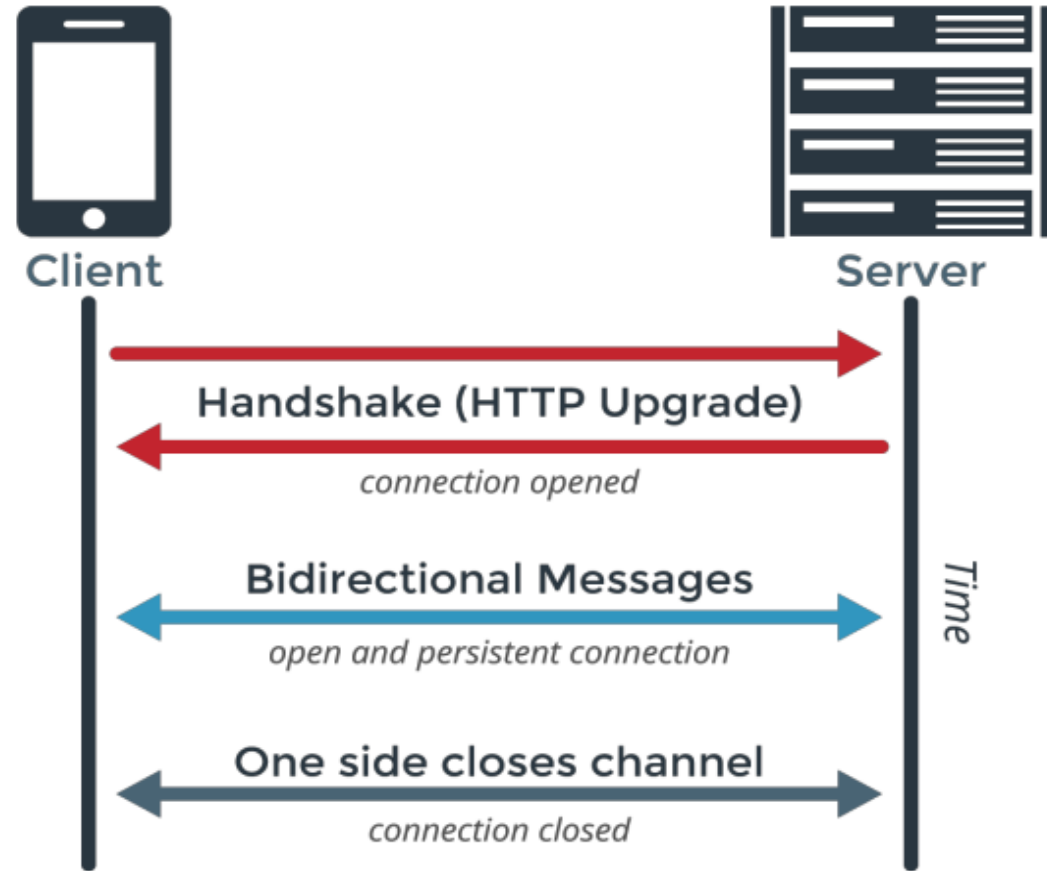 Client
Server
Handshake (HTTP Upgrade)
connection opened
Bidirectional Messages
open and persistent connection
Time
One side closes channel
connection closed